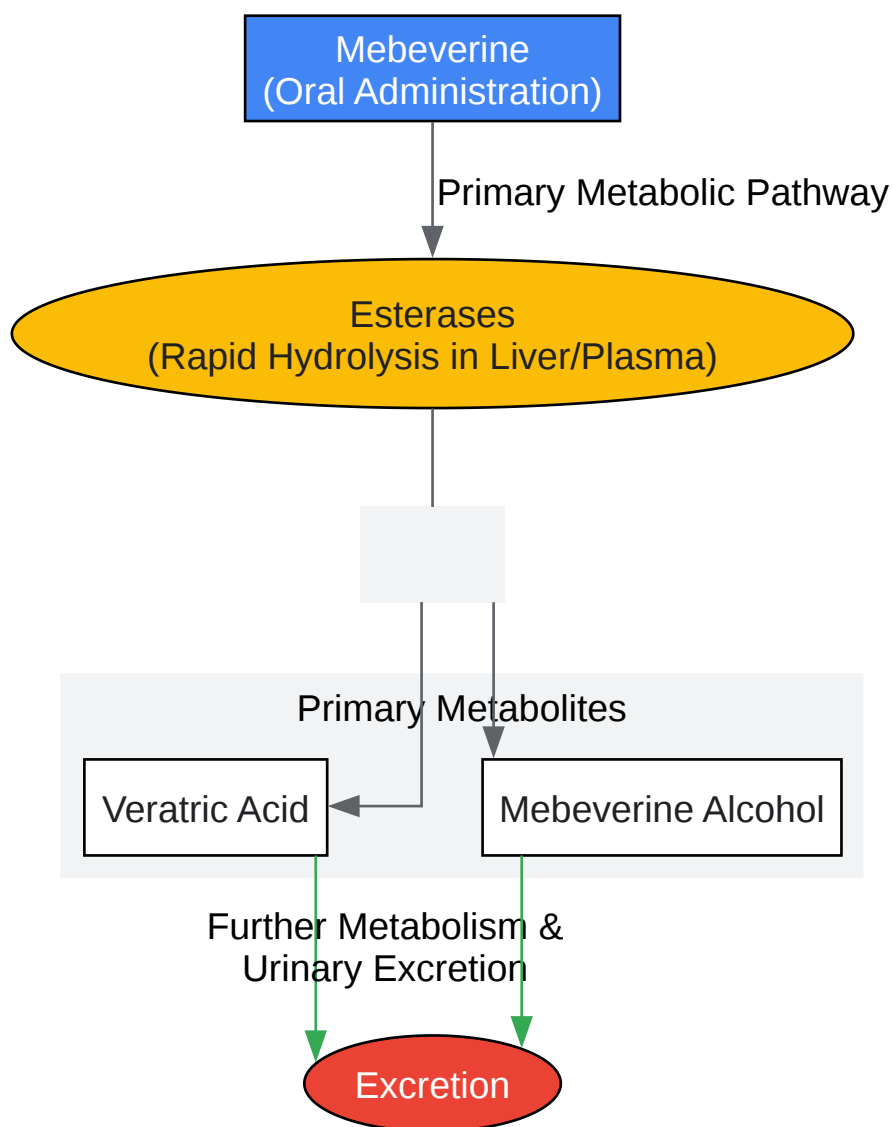 Mebeverine
(Oral Administration)
Primary Metabolic Pathway
Esterases
(Rapid Hydrolysis in Liver/Plasma)
Primary Metabolites
Veratric Acid
Mebeverine Alcohol
Further Metabolism &
Urinary Excretion
Excretion